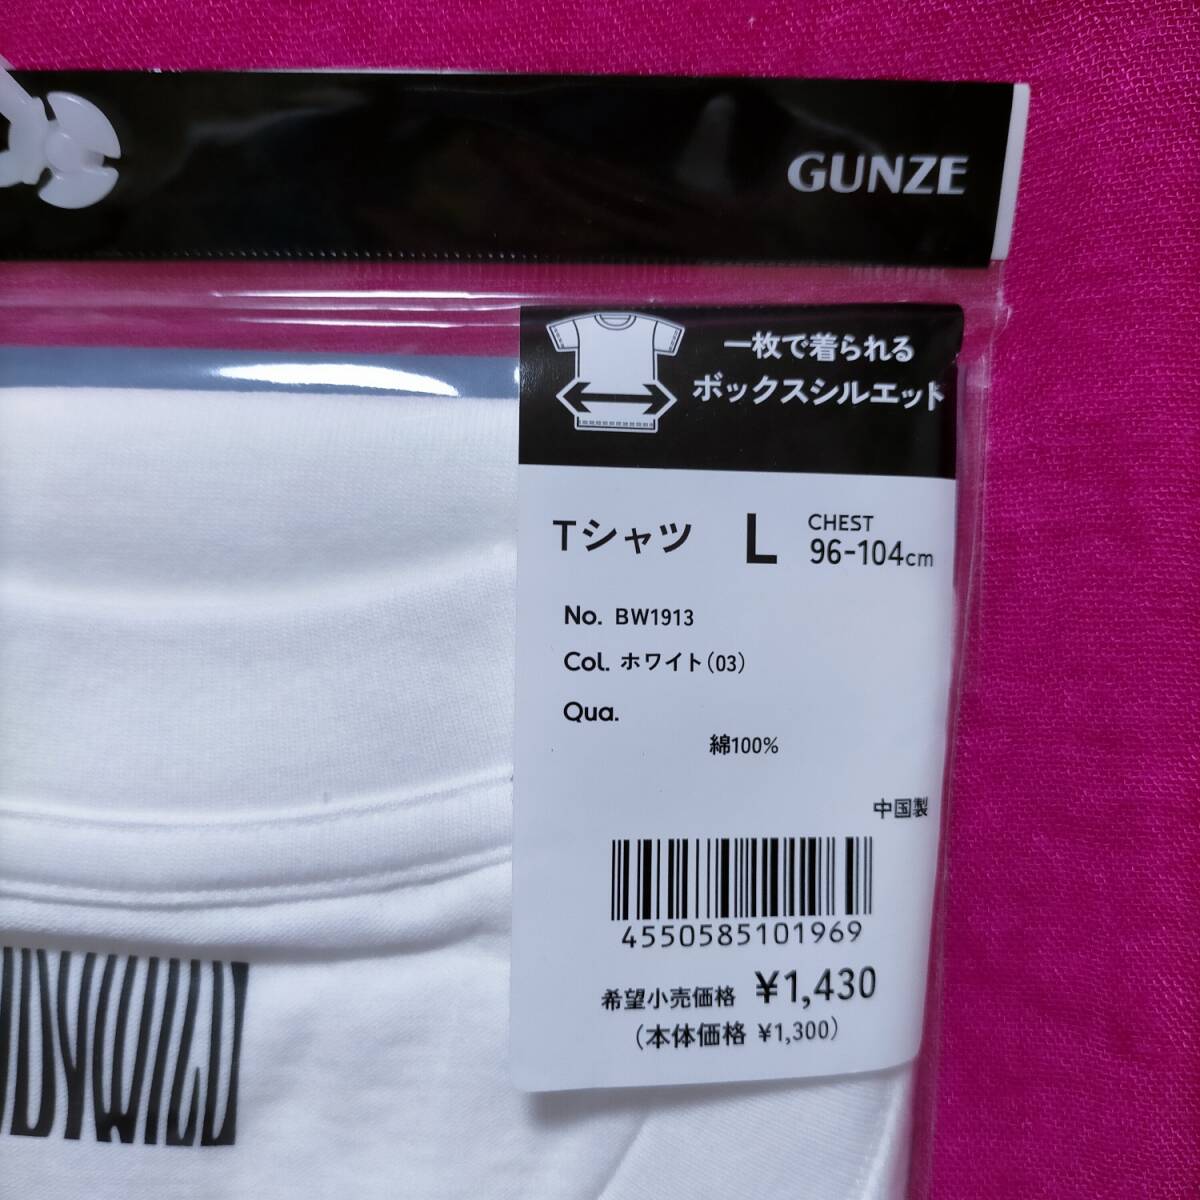 GUNZE
一枚で着られる
ボックスシルエット
Tシャツ L CHEST 96-104cm
No. BW1913
Col. ホワイト(03)
Qua.
綿100%
中国製
4550585101969
希望小売価格 ¥1,430
(本体価格 ¥1,300)
DYWILD